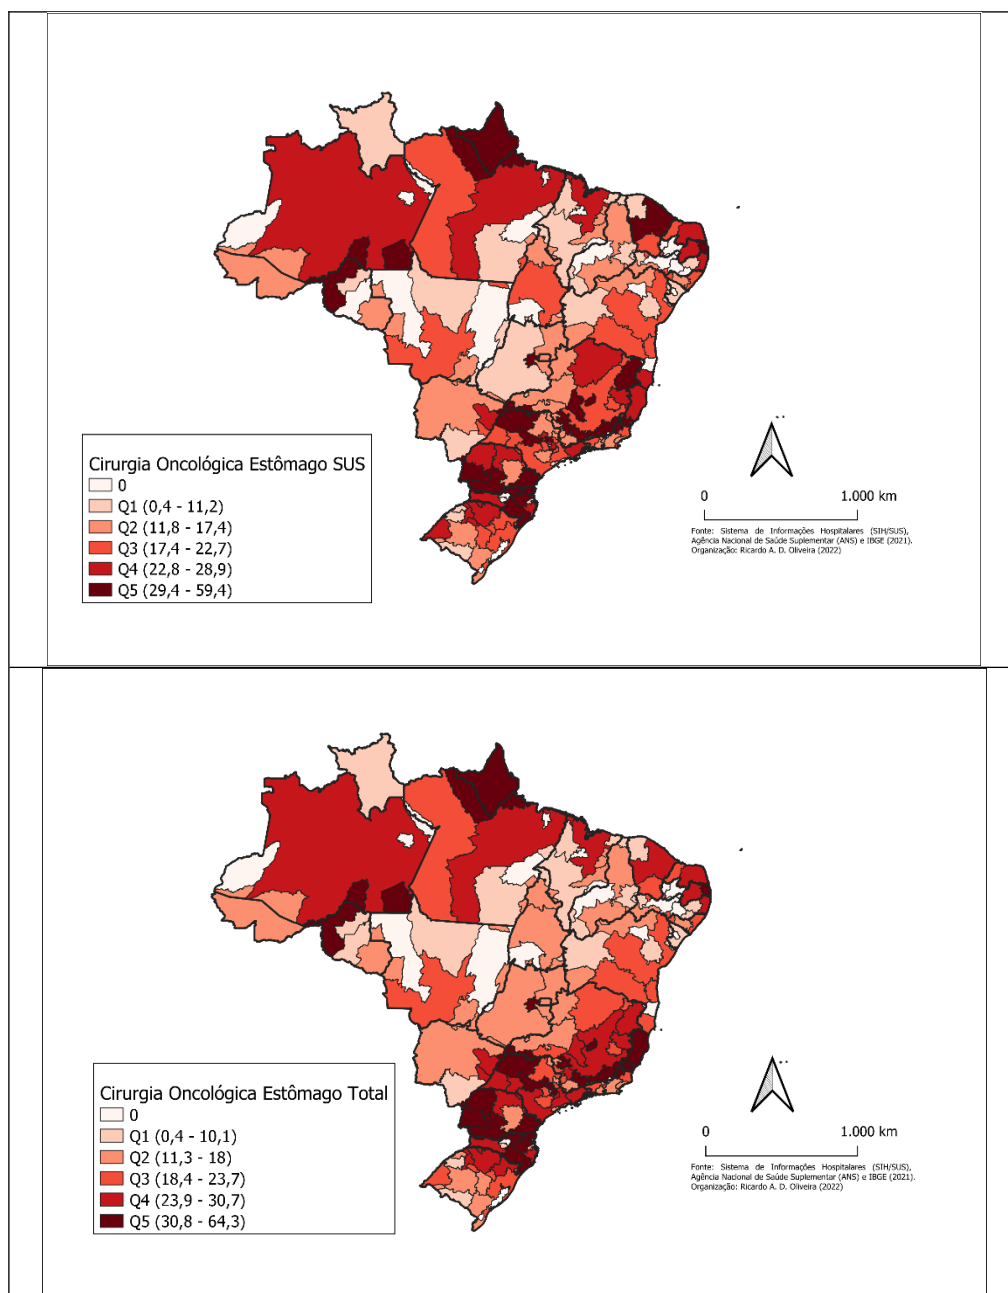 Cirurgia Oncológica Estômago SUS
0
Q1 (0,4 - 11,2)
Q2 (11,8 - 17,4)
Q3 (17,4 - 22,7)
Q4 (22,8 - 28,9)
Q5 (29,4 - 59,4)
0 1.000 km
Fonte: Sistema de Informações Hospitalares (SIH/SUS),
Agência Nacional de Saúde Suplementar (ANS) e IBGE (2021).
Organização: Ricardo A. D. Oliveira (2022)
Cirurgia Oncológica Estômago Total
0
Q1 (0,4 - 10,1)
Q2 (11,3 - 18)
Q3 (18,4 - 23,7)
Q4 (23,9 - 30,7)
Q5 (30,8 - 64,3)
0 1.000 km
Fonte: Sistema de Informações Hospitalares (SIH/SUS),
Agência Nacional de Saúde Suplementar (ANS) e IBGE (2021).
Organização: Ricardo A. D. Oliveira (2022)